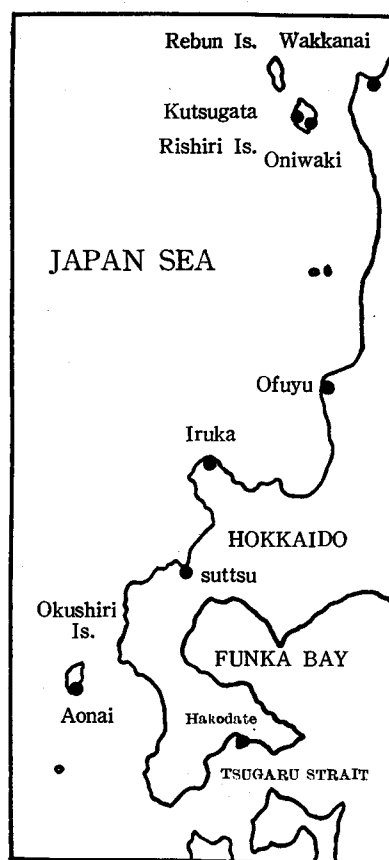 Rebun Is. Wakkanai
Kutsugata
Rishiri Is.
Oniwaki
JAPAN SEA
Ofuyu
Iruka
HOKKAIDO
suttsu
Okushiri
Is.
FUNKA BAY
Aonai
Hakodate
TSUGARU STRAIT